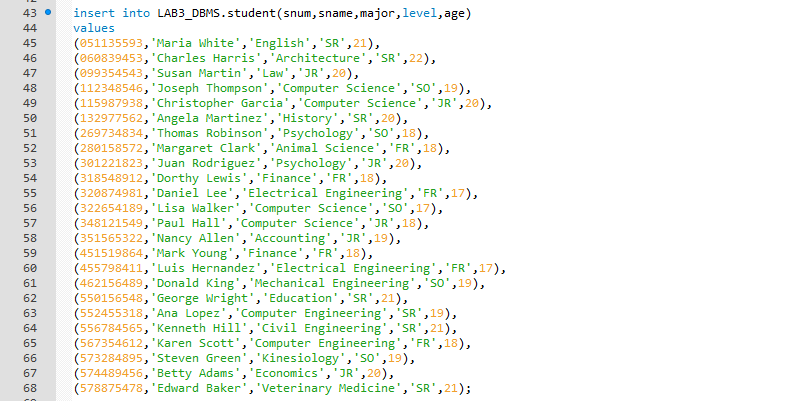 43 insert into LAB3_DBMS.student(snum,sname,major,level,age)
44 values
45 (051135593,'Maria White','English','SR',21),
46 (060839453,'Charles Harris','Architecture','SR',22),
47 (099354543,'Susan Martin','Law','JR',20),
48 (112348546,'Joseph Thompson','Computer Science','SO',19),
49 (115987938,'Christopher Garcia','Computer Science','JR',20),
50 (132977562,'Angela Martinez','History','SR',20),
51 (269734834,'Thomas Robinson','Psychology','SO',18),
52 (280158572,'Margaret Clark','Animal Science','FR',18),
53 (301221823,'Juan Rodriguez','Psychology','JR',20),
54 (318548912,'Dorthy Lewis','Finance','FR',18),
55 (320874981,'Daniel Lee','Electrical Engineering','FR',17),
56 (322654189,'Lisa Walker','Computer Science','SO',17),
57 (348121549,'Paul Hall','Computer Science','JR',18),
58 (351565322,'Nancy Allen','Accounting','JR',19),
59 (451519864,'Mark Young','Finance','FR',18),
60 (455798411,'Luis Hernandez','Electrical Engineering','FR',17),
61 (462156489,'Donald King','Mechanical Engineering','SO',19),
62 (550156548,'George Wright','Education','SR',21),
63 (552455318,'Ana Lopez','Computer Engineering','SR',19),
64 (556784565,'Kenneth Hill','Civil Engineering','SR',21),
65 (567354612,'Karen Scott','Computer Engineering','FR',18),
66 (573284895,'Steven Green','Kinesiology','SO',19),
67 (574489456,'Betty Adams','Economics','JR',20),
68 (578875478,'Edward Baker','Veterinary Medicine','SR',21);